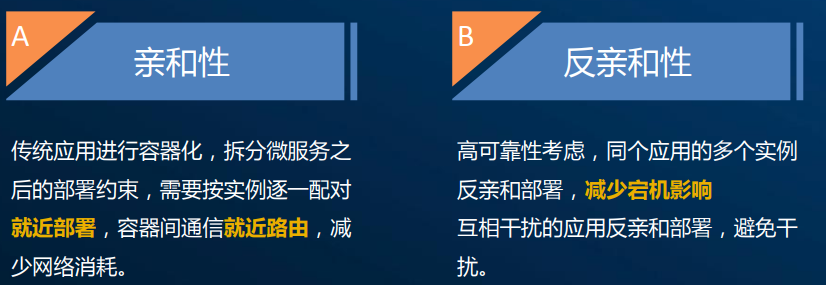 A
亲和性
传统应用进行容器化，拆分微服务之
后的部署约束，需要按实例逐一配对
就近部署，容器间通信就近路由，减
少网络消耗。
B
反亲和性
高可靠性考虑，同个应用的多个实例
反亲和部署，减少宕机影响
互相干扰的应用反亲和部署，避免干
扰。